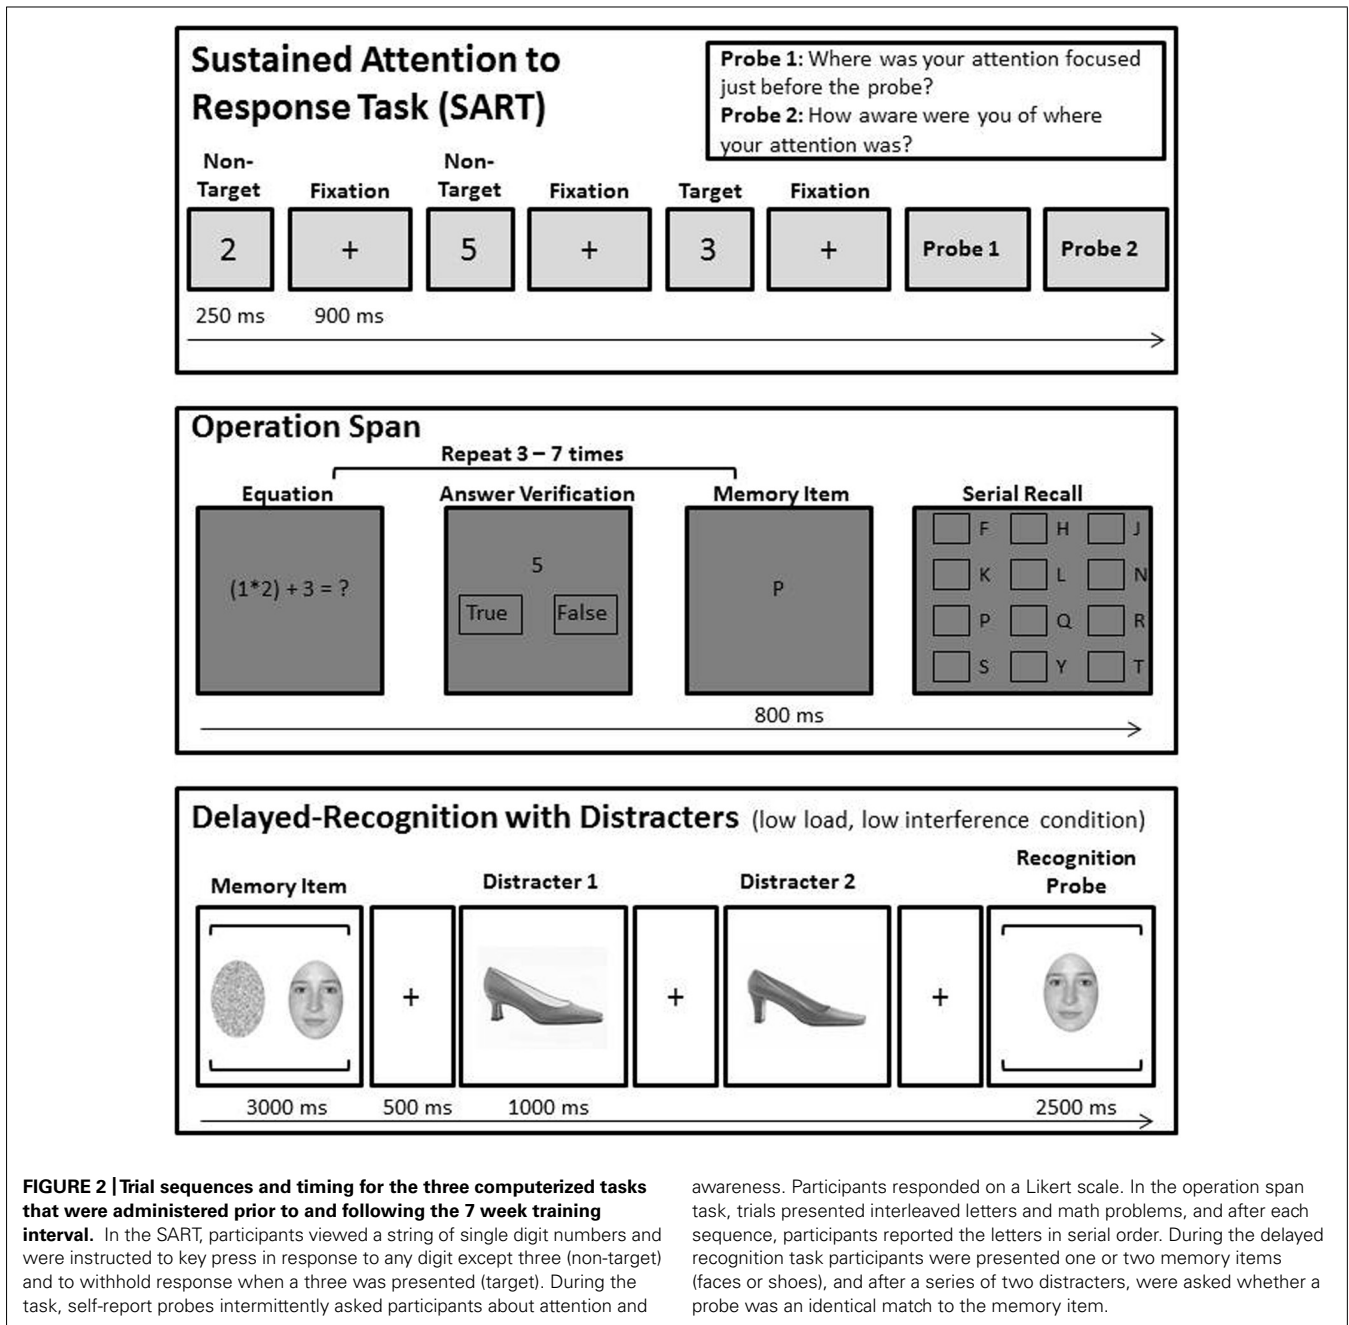 Sustained Attention to
Response Task (SART)
Probe 1: Where was your attention focused
just before the probe?
Probe 2: How aware were you of where
your attention was?
Non-
Target
Fixation
Non-
Target
Fixation
Target
Fixation
2
+
5
+
3
+
Probe 1
Probe 2
250 ms
900 ms
Operation Span
Repeat 3 – 7 times
Equation
Answer Verification
Memory Item
Serial Recall
(1*2) + 3 = ?
5
True
False
P
F H J
K L N
P Q R
S Y T
800 ms
Delayed-Recognition with Distracters (low load, low interference condition)
Memory Item
Distracter 1
Distracter 2
Recognition
Probe
+
+
+
3000 ms
500 ms
1000 ms
2500 ms
FIGURE 2 | Trial sequences and timing for the three computerized tasks
that were administered prior to and following the 7 week training
interval. In the SART, participants viewed a string of single digit numbers and
were instructed to key press in response to any digit except three (non-target)
and to withhold response when a three was presented (target). During the
task, self-report probes intermittently asked participants about attention and
awareness. Participants responded on a Likert scale. In the operation span
task, trials presented interleaved letters and math problems, and after each
sequence, participants reported the letters in serial order. During the delayed
recognition task participants were presented one or two memory items
(faces or shoes), and after a series of two distracters, were asked whether a
probe was an identical match to the memory item.